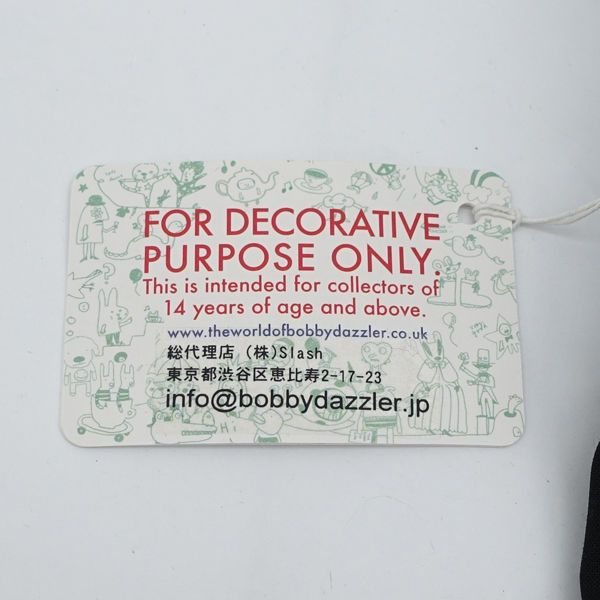 FOR DECORATIVE
PURPOSE ONLY.
This is intended for collectors of
14 years of age and above.
www.theworldofbobbydazzler.co.uk
総代理店 (株)Slash
東京都渋谷区恵比寿2-17-23
info@bobbydazzler.jp
Hi